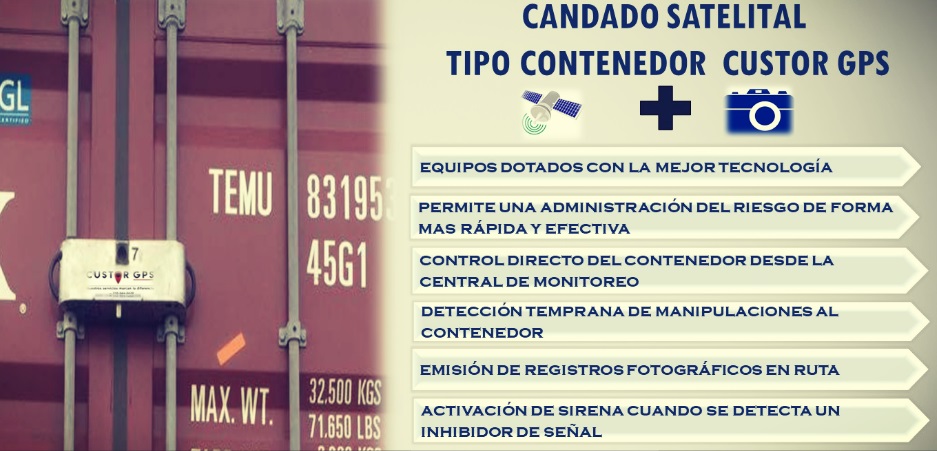 CANDADO SATELITAL
TIPO CONTENEDOR CUSTOR GPS
EQUIPOS DOTADOS CON LA MEJOR TECNOLOGÍA
PERMITE UNA ADMINISTRACIÓN DEL RIESGO DE FORMA
MAS RÁPIDA Y EFECTIVA
CONTROL DIRECTO DEL CONTENEDOR DESDE LA
CENTRAL DE MONITOREO
DETECCIÓN TEMPRANA DE MANIPULACIONES AL
CONTENEDOR
EMISIÓN DE REGISTROS FOTOGRÁFICOS EN RUTA
ACTIVACIÓN DE SIRENA CUANDO SE DETECTA UN
INHIBIDOR DE SEÑAL
GL
TEMU 831953
45G1
7
CUSTOR GPS
MAX. WT. 32.500 KGS
71.650 LBS